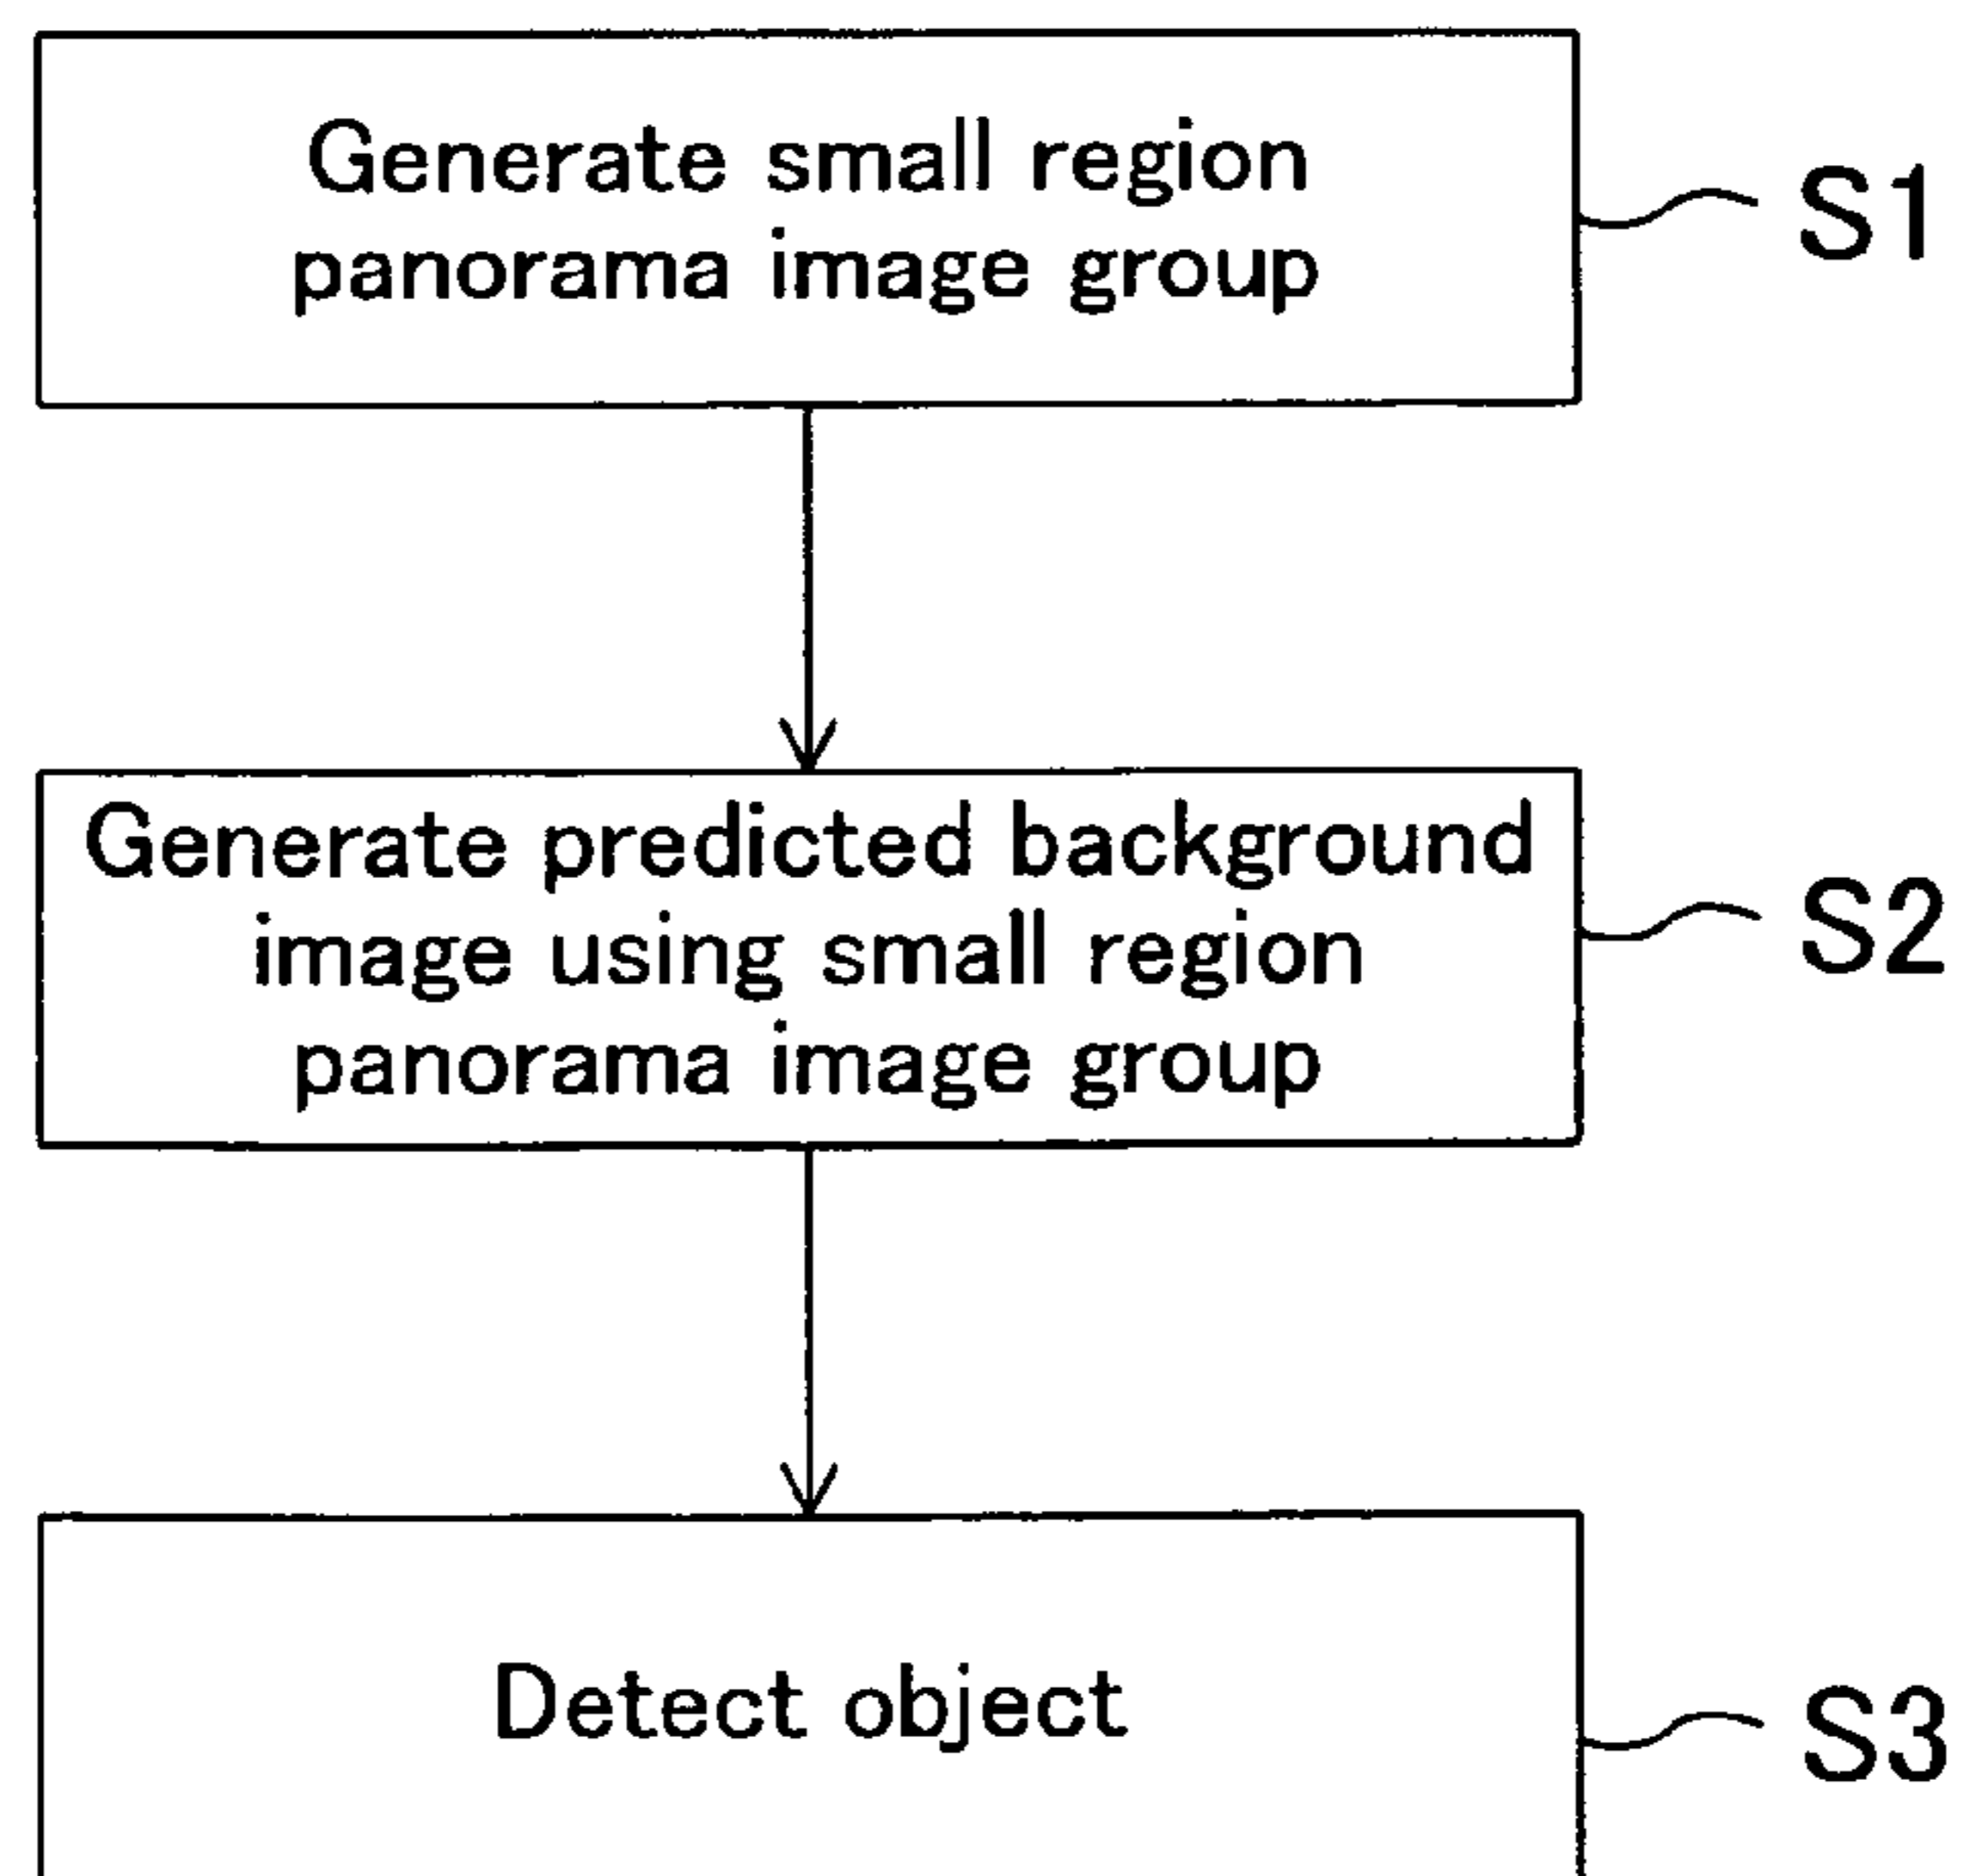 Generate small region
panorama image group
S1
Generate predicted background
image using small region
panorama image group
S2
Detect object
S3